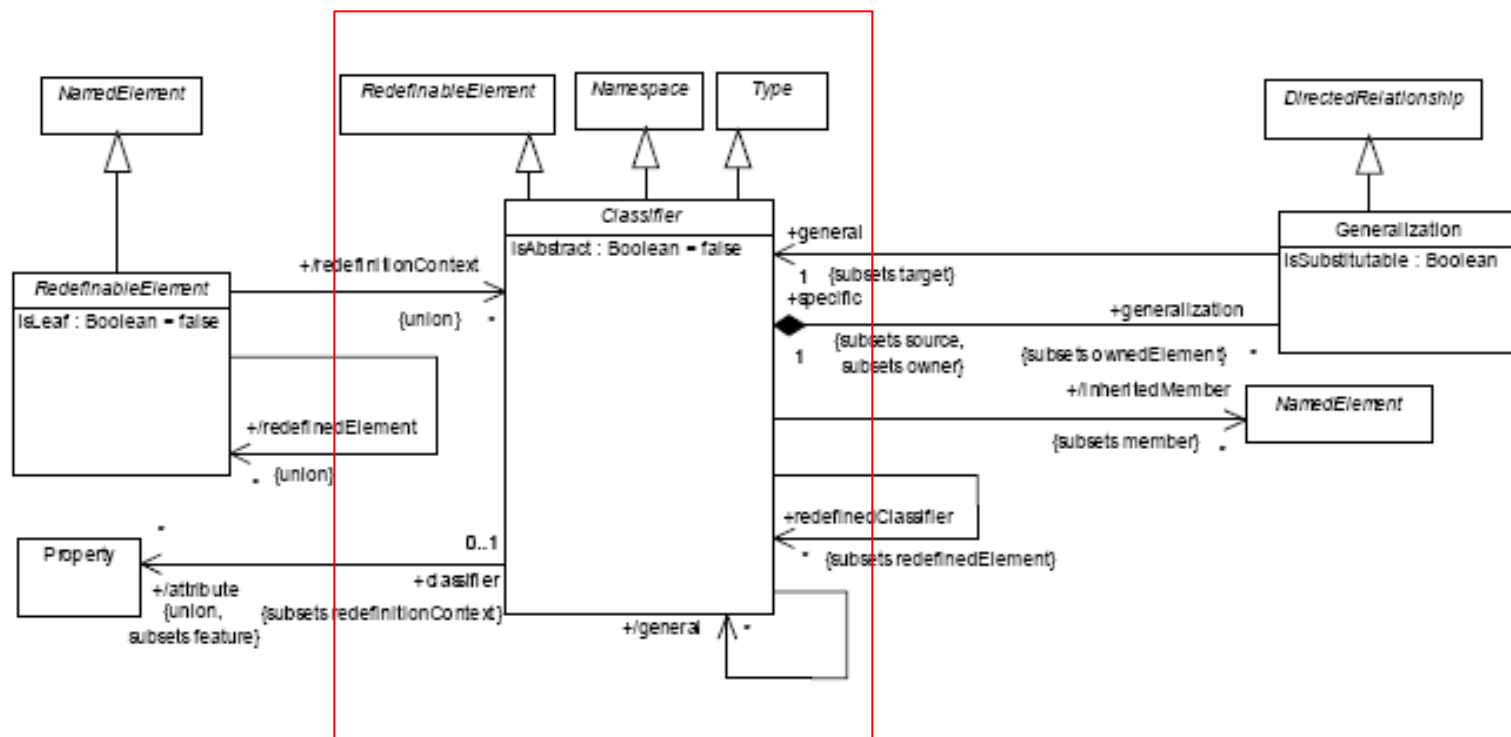 NamedElement
RedefinableElement
Namespace
Type
DirectedRelationship
Classifier
isAbstract : Boolean = false
Generalization
isSubstitutable : Boolean
+general
1 {subsets target}
+specific
+generalization
1 {subsets source,
subsets owner}
{subsets ownedElement} *
+/redefinitionContext
{union} *
RedefinableElement
isLeaf : Boolean = false
+/redefinedElement
* {union}
+/inheritedMember
{subsets member} *
NamedElement
+redefinedClassifier
* {subsets redefinedElement}
*
Property
0..1
+classifier
+/attribute
{union,
subsets feature}
{subsets redefinitionContext}
+/general *